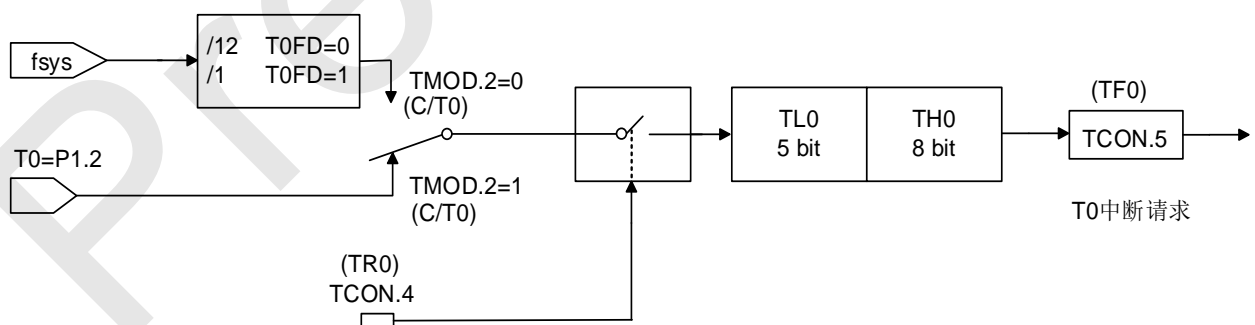 fsys
/12 T0FD=0
/1 T0FD=1
TMOD.2=0
(C/T0)
T0=P1.2
TMOD.2=1
(C/T0)
(TR0)
TCON.4
TL0
5 bit
TH0
8 bit
(TF0)
TCON.5
T0中断请求
Pre